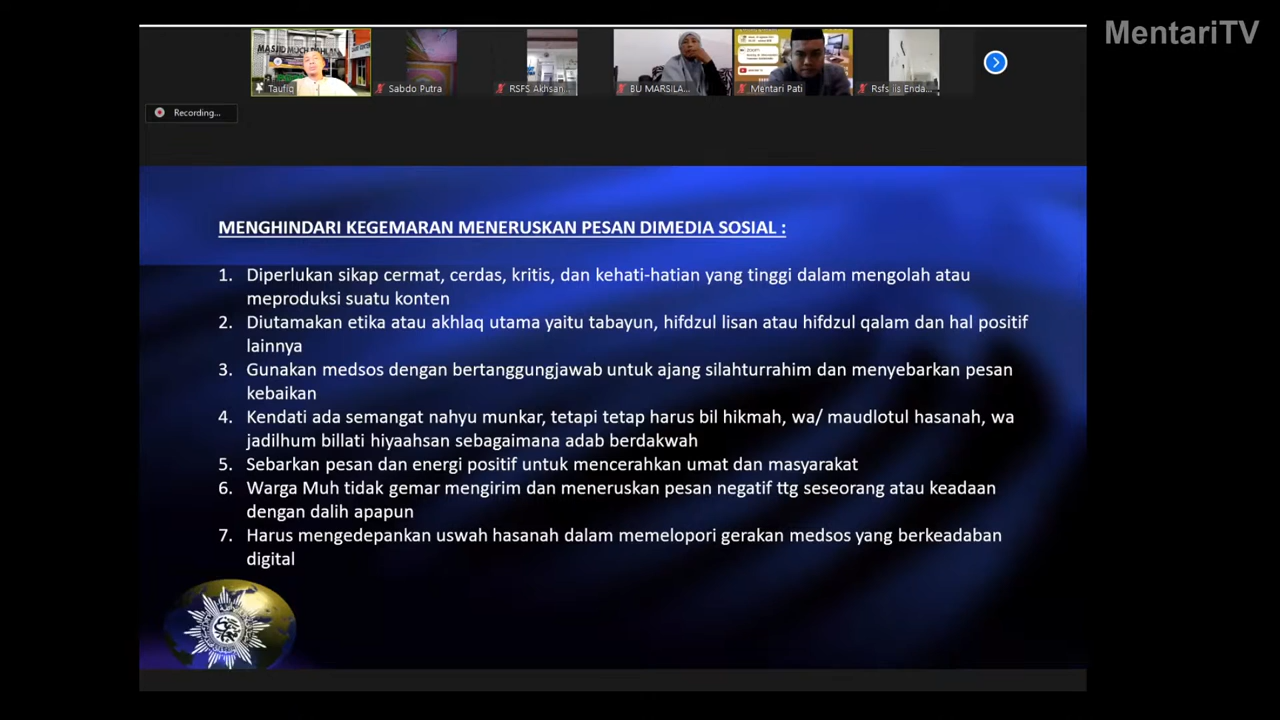 MentariTV
MASJID MUCH DAHLAN
Taufiq
Sabdo Putra
RSFS Akhsan...
BU MARSILA...
Mentari Pati
Rsfs iis Enda...
Recording...
MENGHINDARI KEGEMARAN MENERUSKAN PESAN DIMEDIA SOSIAL :
1. Diperlukan sikap cermat, cerdas, kritis, dan kehati-hatian yang tinggi dalam mengolah atau
meproduksi suatu konten
2. Diutamakan etika atau akhlaq utama yaitu tabayun, hifdzul lisan atau hifdzul qalam dan hal positif
lainnya
3. Gunakan medsos dengan bertanggungjawab untuk ajang silahturrahim dan menyebarkan pesan
kebaikan
4. Kendati ada semangat nahyu munkar, tetapi tetap harus bil hikmah, wa/ maudlotul hasanah, wa
jadilhum billati hiyaahsan sebagaimana adab berdakwah
5. Sebarkan pesan dan energi positif untuk mencerahkan umat dan masyarakat
6. Warga Muh tidak gemar mengirim dan meneruskan pesan negatif ttg seseorang atau keadaan
dengan dalih apapun
7. Harus mengedepankan uswah hasanah dalam memelopori gerakan medsos yang berkeadaban
digital